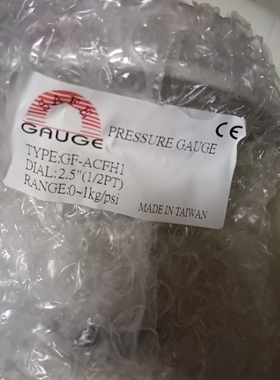 GAUGE
PRESSURE GAUGE
CE
TYPE:GF-ACFH1
DIAL:2.5"(1/2PT)
RANGE:0~1kg/psi
MADE IN TAIWAN